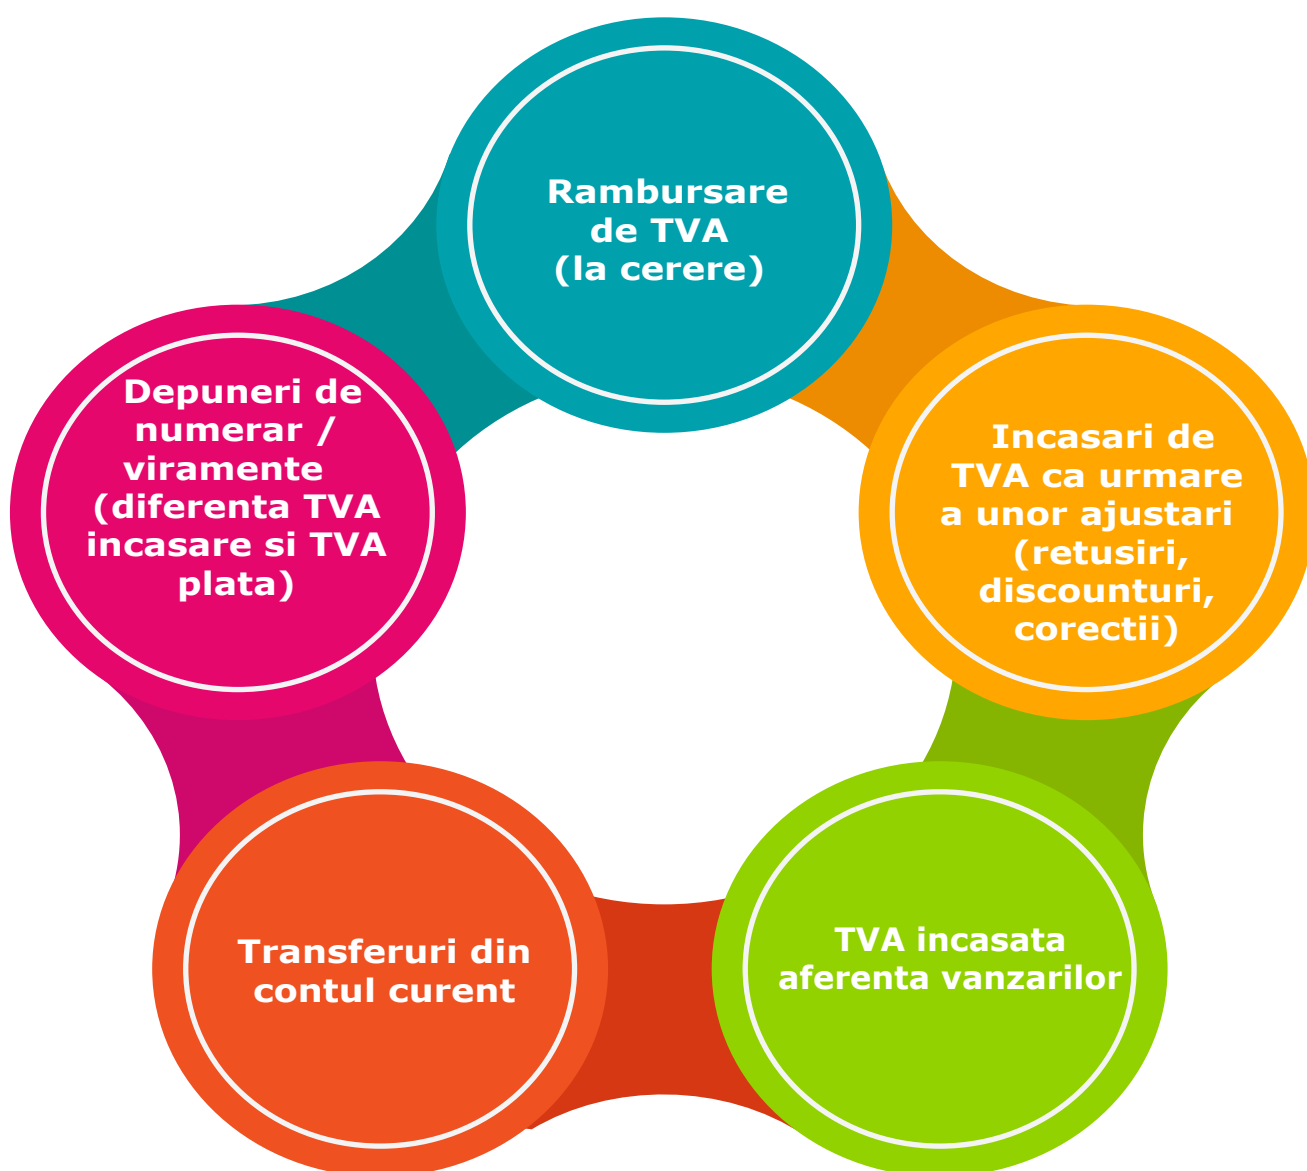 Rambursare
de TVA
(la cerere)
Depuneri de
numerar /
viramente
(diferenta TVA
incasare si TVA
plata)
Incasari de
TVA ca urmare
a unor ajustari
(retusiri,
discounturi,
corectii)
Transferuri din
contul curent
TVA incasata
aferenta vanzarilor